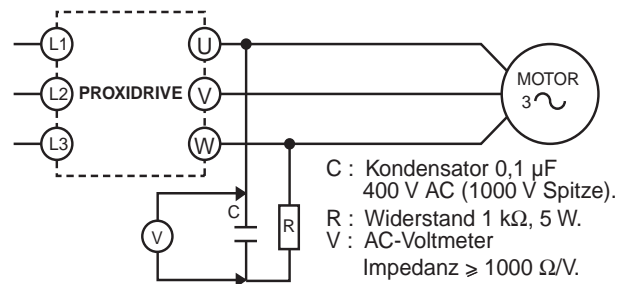 L1
U
MOTOR
3
L2
PROXIDRIVE
V
L3
W
C : Kondensator 0,1 µF
400 V AC (1000 V Spitze).
C
R : Widerstand 1 kΩ, 5 W.
V
R
V : AC-Voltmeter
Impedanz ⩾ 1000 Ω/V.